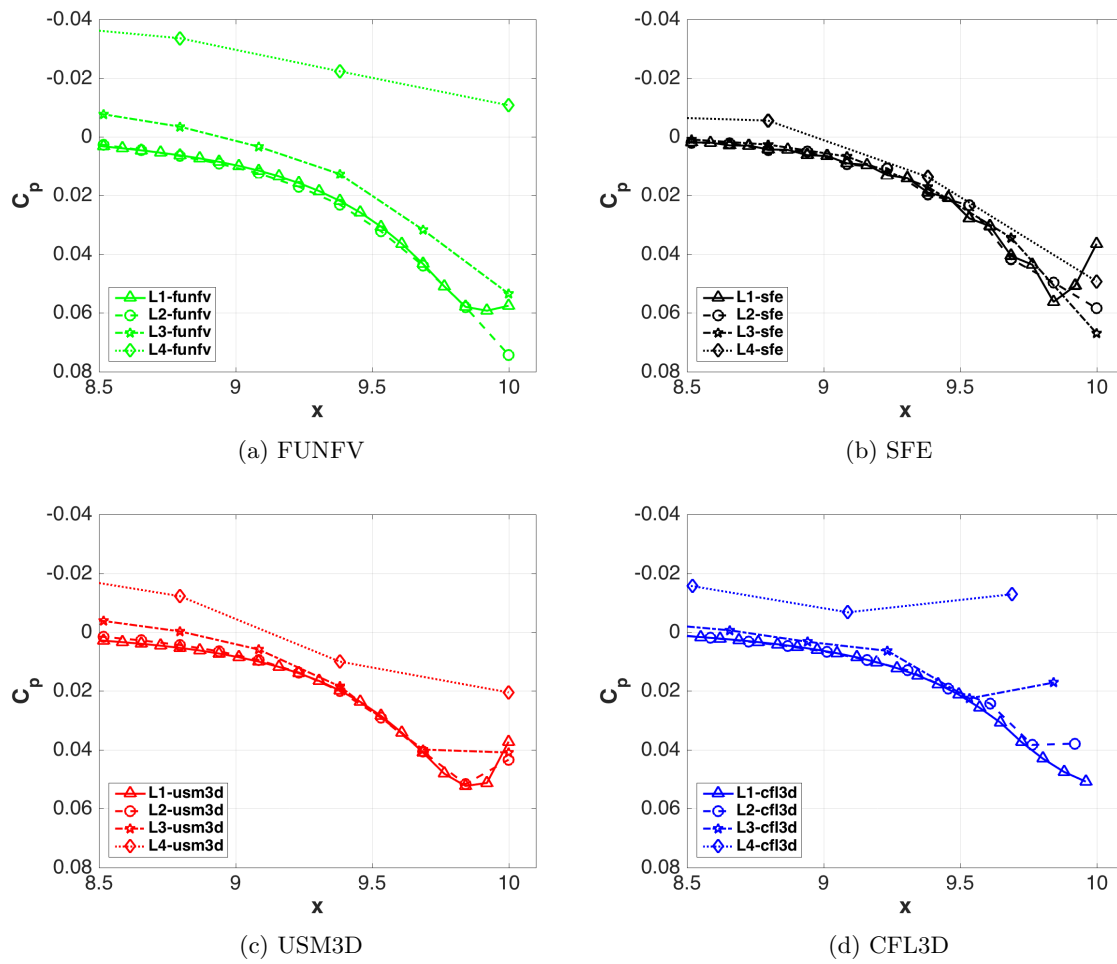 -0.04
-0.02
0
0.02
0.04
0.06
0.08
C_p
8.5 9 9.5 10
x
L1-funfv
L2-funfv
L3-funfv
L4-funfv
(a) FUNFV
-0.04
-0.02
0
0.02
0.04
0.06
0.08
C_p
8.5 9 9.5 10
x
L1-sfe
L2-sfe
L3-sfe
L4-sfe
(b) SFE
-0.04
-0.02
0
0.02
0.04
0.06
0.08
C_p
8.5 9 9.5 10
x
L1-usm3d
L2-usm3d
L3-usm3d
L4-usm3d
(c) USM3D
-0.04
-0.02
0
0.02
0.04
0.06
0.08
C_p
8.5 9 9.5 10
x
L1-cfl3d
L2-cfl3d
L3-cfl3d
L4-cfl3d
(d) CFL3D